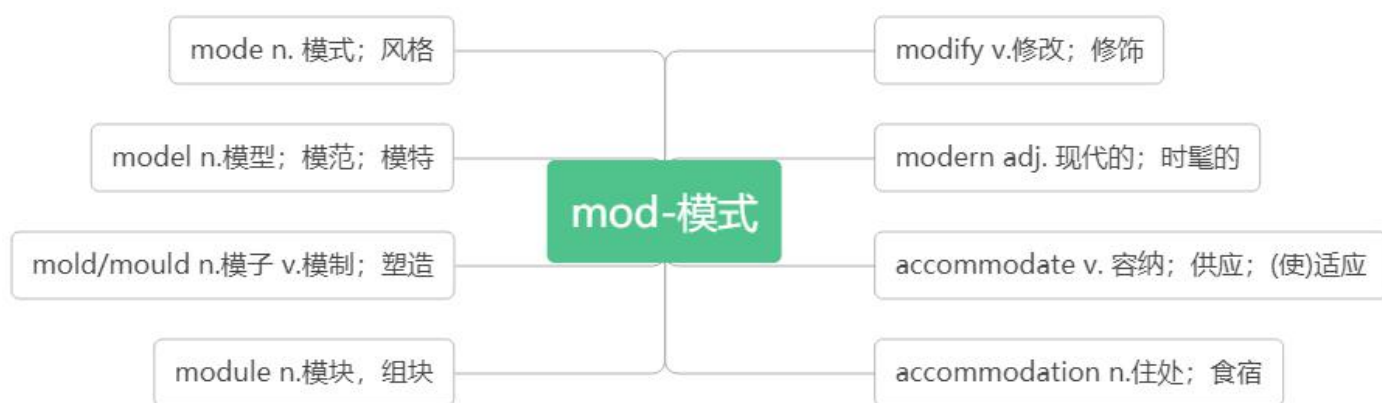 mode n. 模式；风格
model n.模型；模范；模特
mold/mould n.模子 v.模制；塑造
module n.模块，组块
mod-模式
modify v.修改；修饰
modern adj. 现代的；时髦的
accommodate v. 容纳；供应；(使)适应
accommodation n.住处；食宿